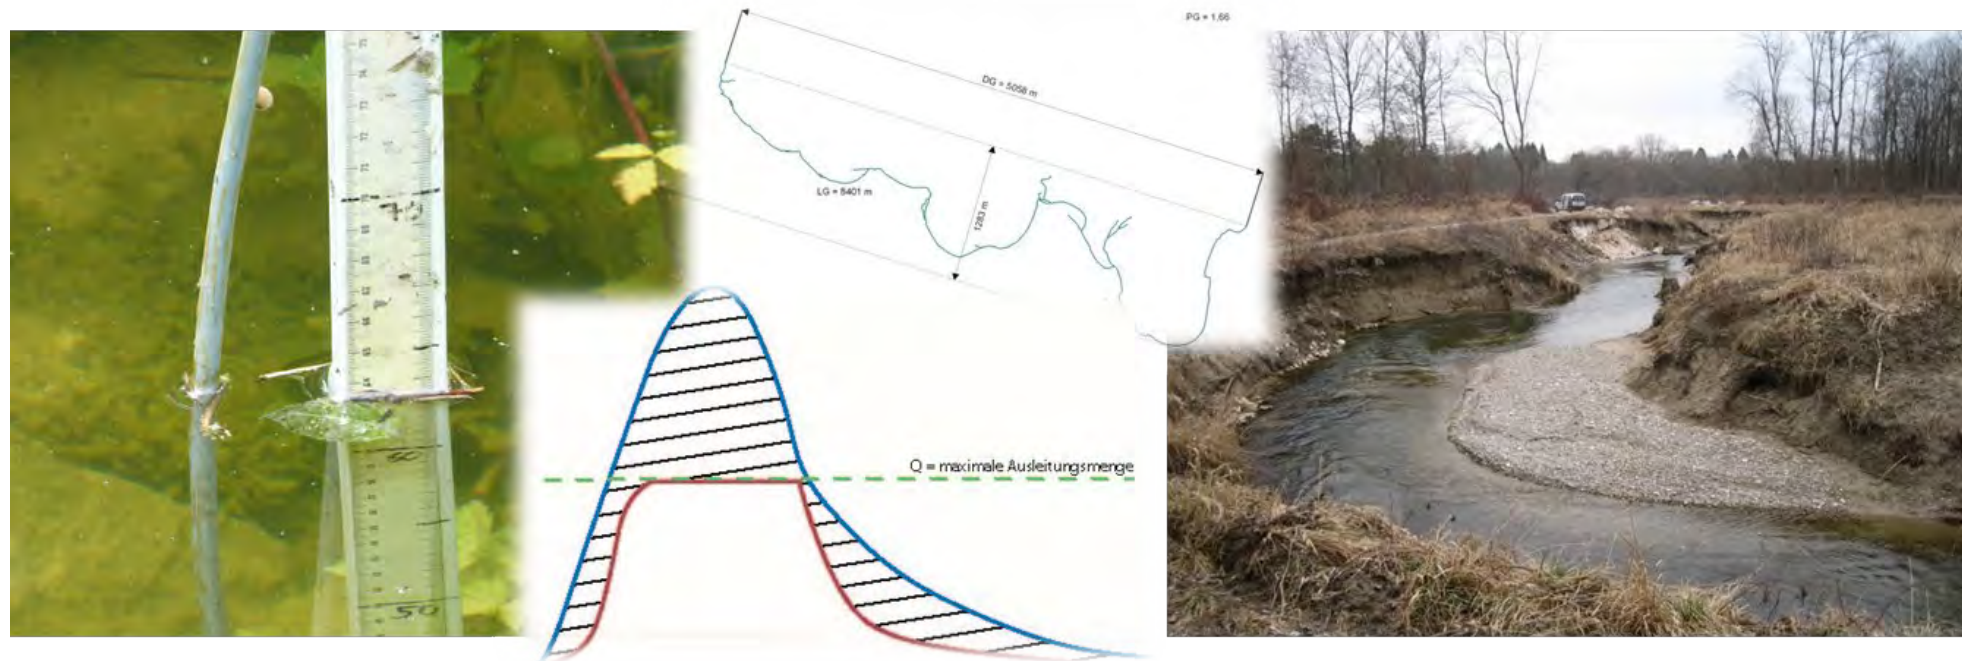 PG = 1,66
DG = 5058 m
LG = 8401 m
1283 m
Q = maximale Ausleitungsmenge
70
60
50